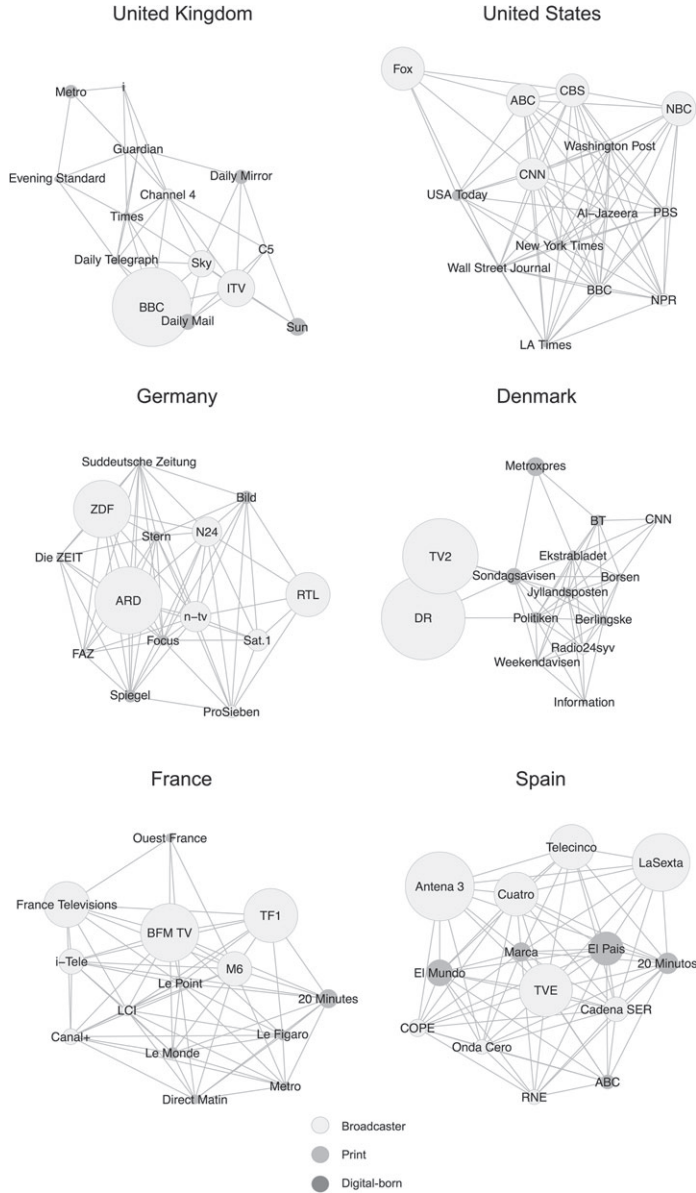 United Kingdom
Metro
i
Guardian
Evening Standard
Daily Mirror
Channel 4
Times
Daily Telegraph
Sky
C5
BBC
ITV
Daily Mail
Sun
United States
Fox
ABC
CBS
NBC
Washington Post
CNN
USA Today
Al-Jazeera
PBS
New York Times
Wall Street Journal
BBC
NPR
LA Times
Germany
Suddeutsche Zeitung
Bild
ZDF
Stern
N24
Die ZEIT
ARD
RTL
n-tv
FAZ
Focus
Sat.1
Spiegel
ProSieben
Denmark
Metroxpres
BT
CNN
TV2
Ekstrabladet
Sondagsavisen
Borsen
Jyllandsposten
DR
Politiken
Berlingske
Radio24syv
Weekendavisen
Information
France
Ouest France
France Televisions
BFM TV
TF1
i-Tele
M6
Le Point
20 Minutes
LCI
Canal+
Le Figaro
Le Monde
Metro
Direct Matin
Spain
Telecinco
LaSexta
Antena 3
Cuatro
Marca
El Pais
El Mundo
20 Minutos
TVE
Cadena SER
COPE
Onda Cero
ABC
RNE
Broadcaster
Print
Digital-born